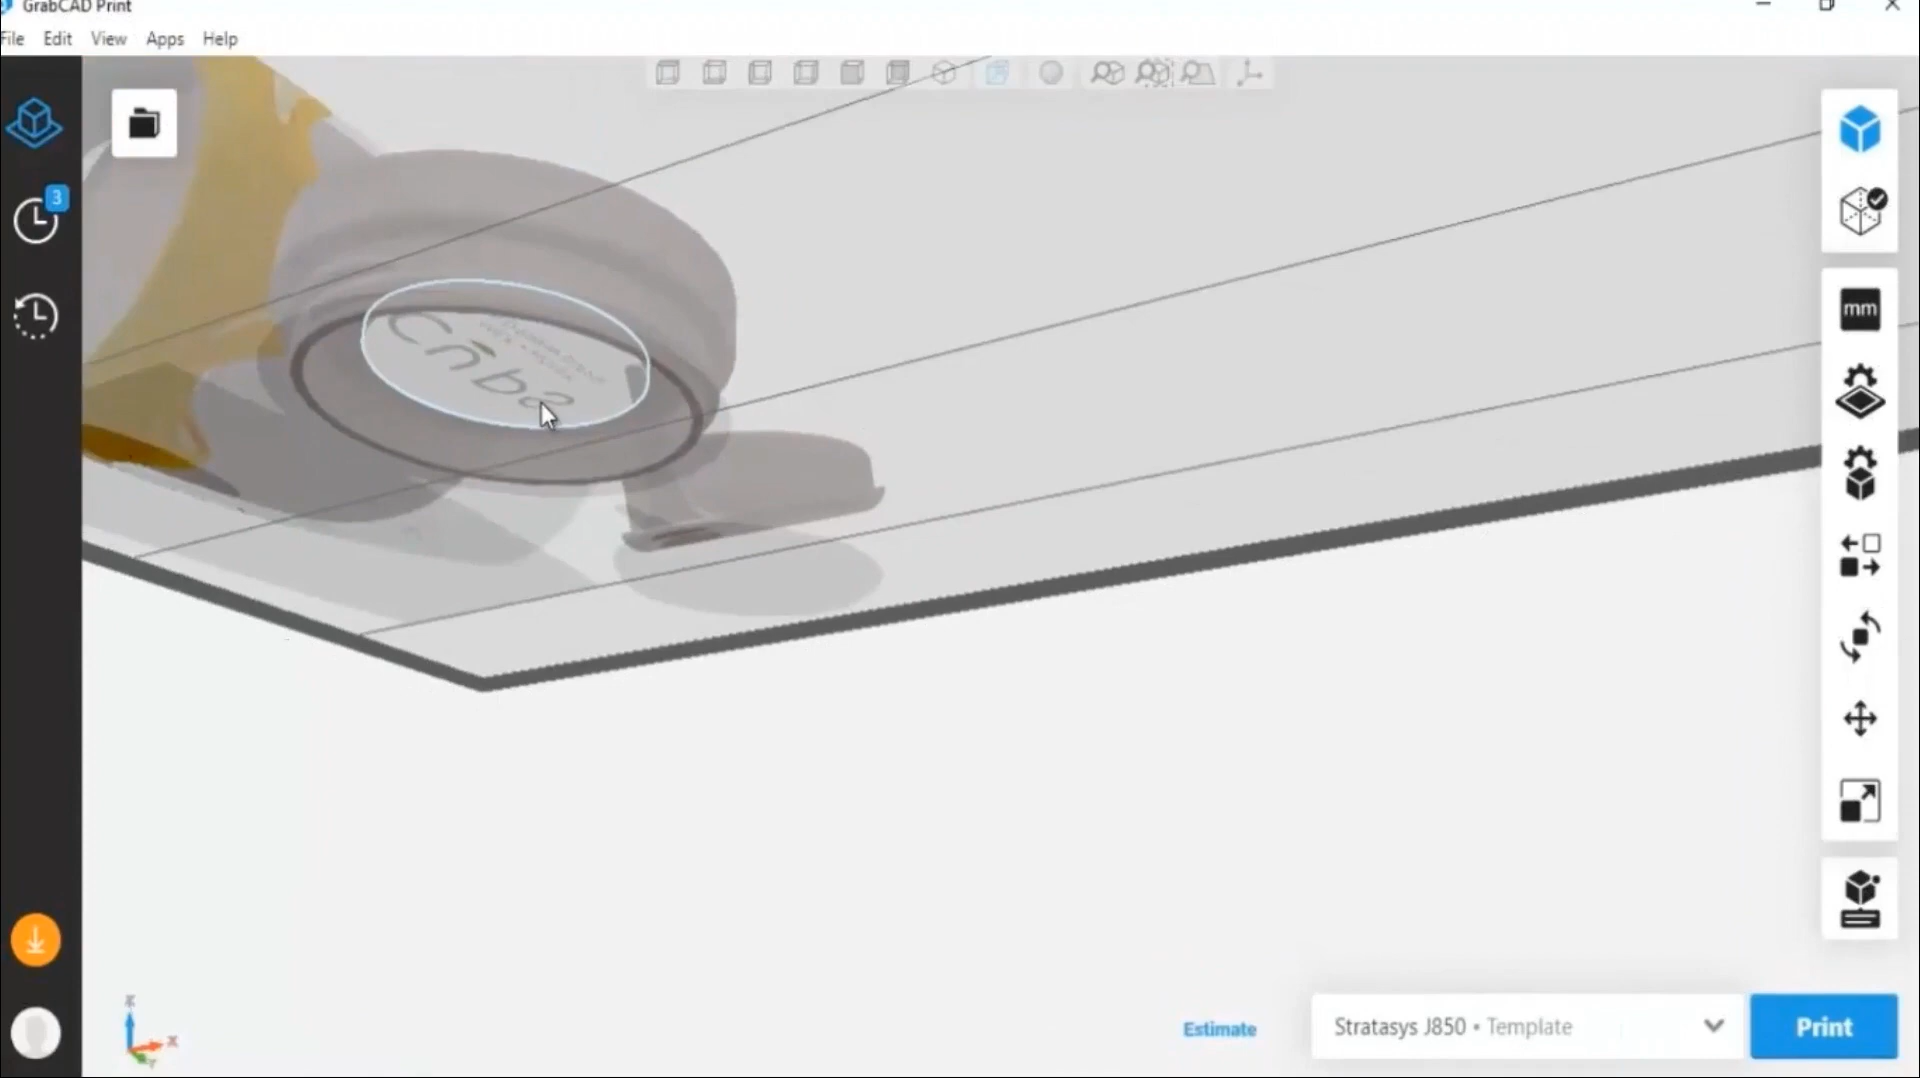 GrabCAD Print
File Edit View Apps Help
3
mm
Z
X
Y
Estimate
Stratasys J850 • Template
Print